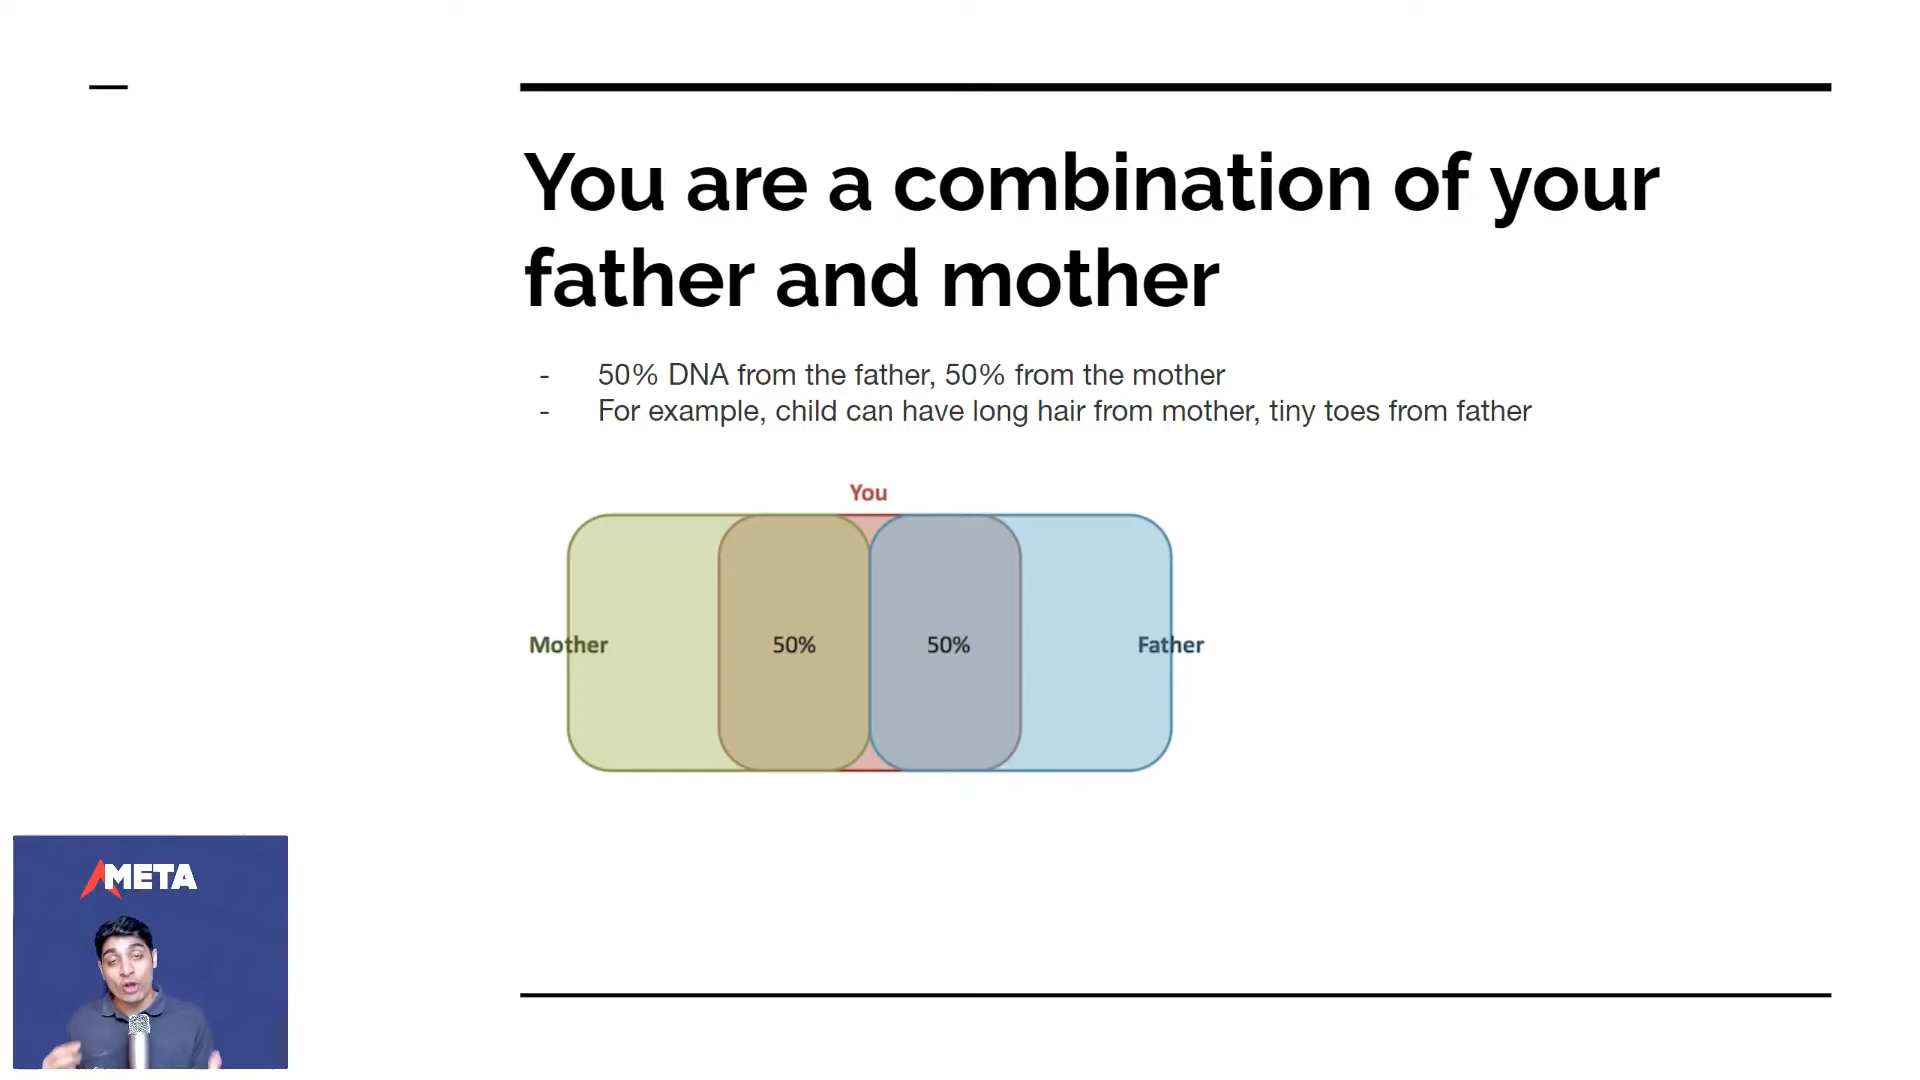 You are a combination of your
father and mother
- 50% DNA from the father, 50% from the mother
- For example, child can have long hair from mother, tiny toes from father
You
Mother 50% 50% Father
META